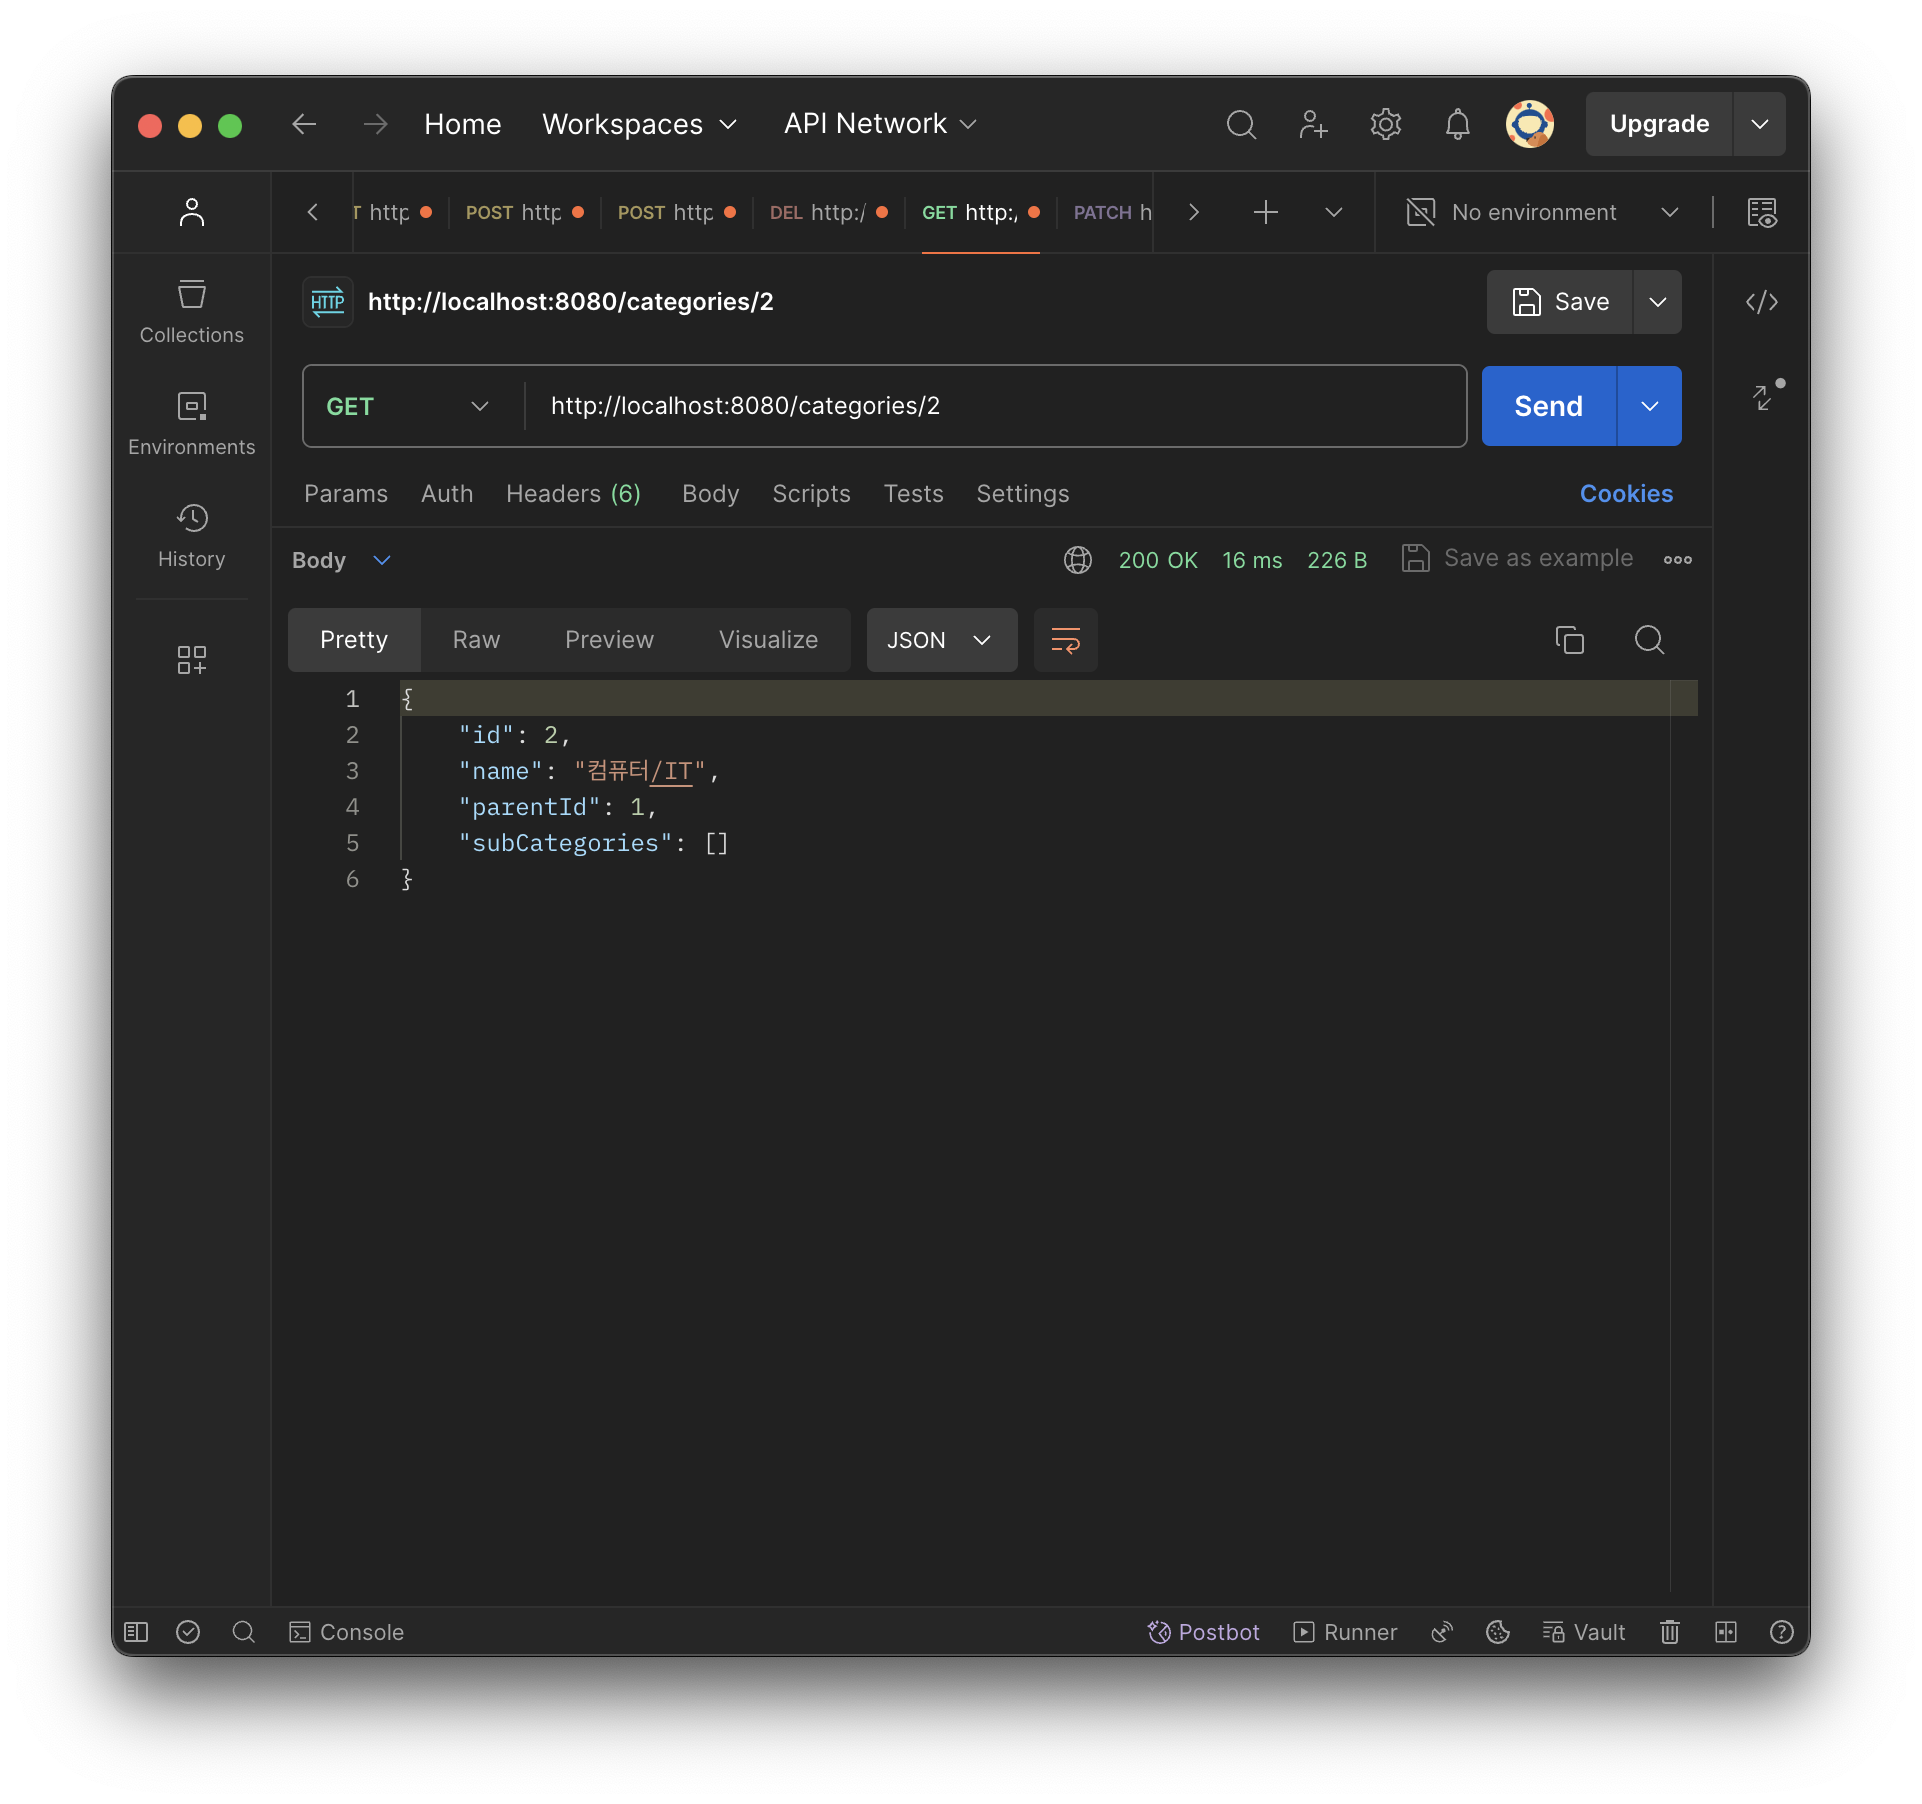 Home Workspaces API Network Upgrade
T http POST http POST http DEL http:/ GET http:/ PATCH h No environment
HTTP http://localhost:8080/categories/2 Save
Collections
GET http://localhost:8080/categories/2 Send
Environments
Params Auth Headers (6) Body Scripts Tests Settings Cookies
History
Body 200 OK 16 ms 226 B Save as example
Pretty Raw Preview Visualize JSON
1 {
2 "id": 2,
3 "name": "컴퓨터/IT",
4 "parentId": 1,
5 "subCategories": []
6 }
Console Postbot Runner Vault